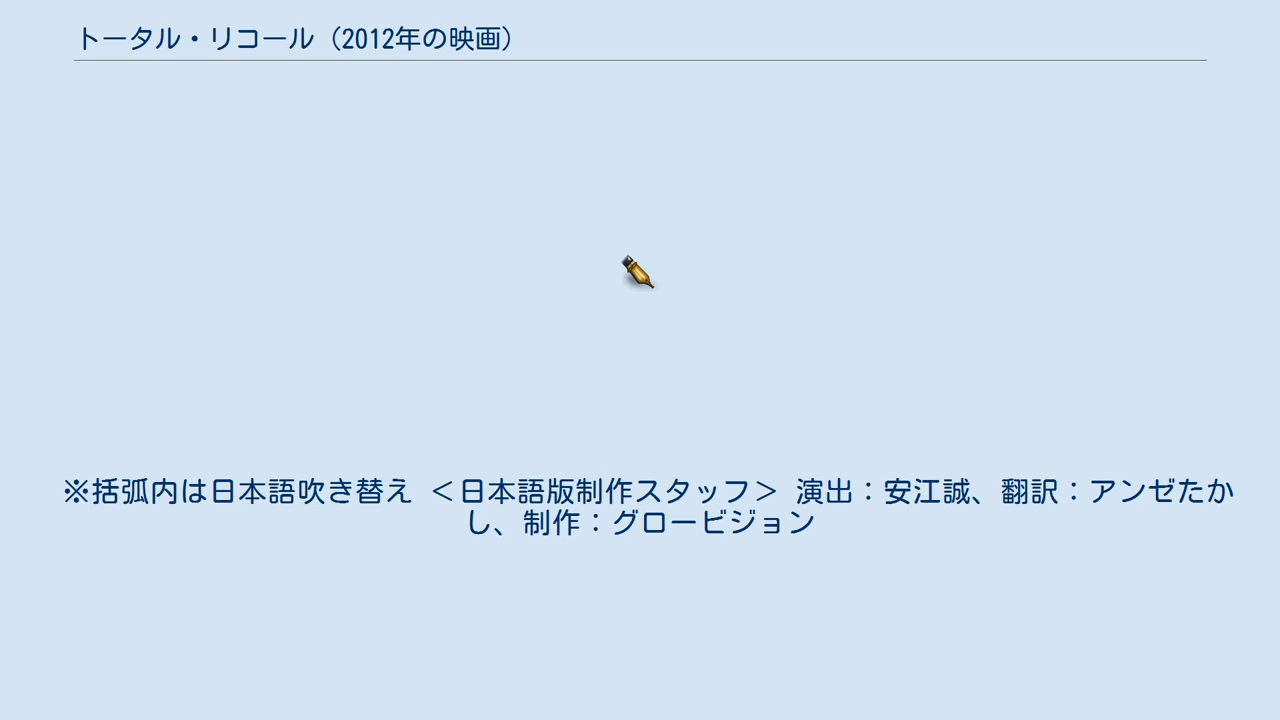 トータル・リコール（2012年の映画）
※括弧内は日本語吹き替え ＜日本語版制作スタッフ＞ 演出：安江誠、翻訳：アンゼたか
し、制作：グロービジョン